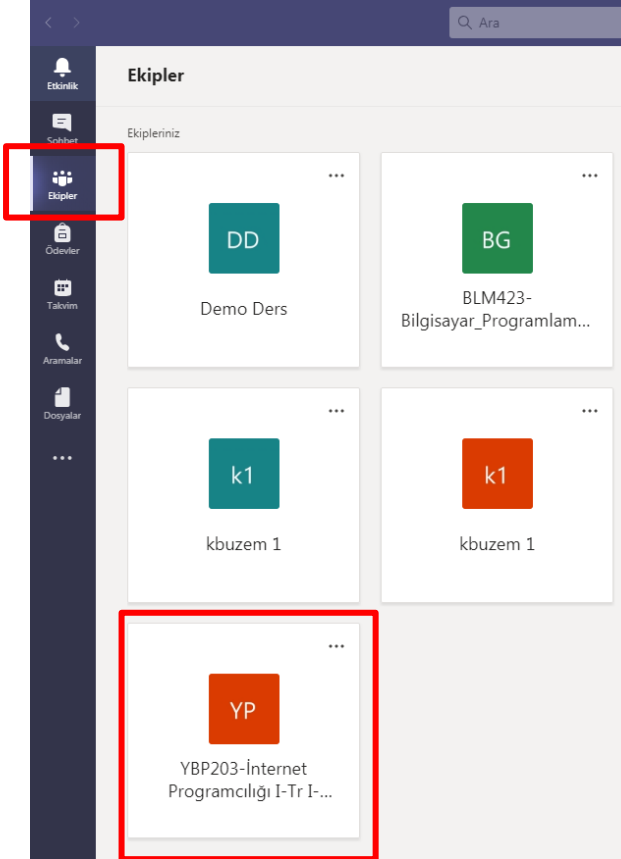 Ara
Etkinlik
Sohbet
Ekipler
Ödevler
Takvim
Aramalar
Dosyalar
Ekipler
Ekipleriniz
DD
Demo Ders
BG
BLM423-
Bilgisayar_Programlam...
k1
kbuzem 1
k1
kbuzem 1
YP
YBP203-İnternet
Programcılığı I-Tr I-...